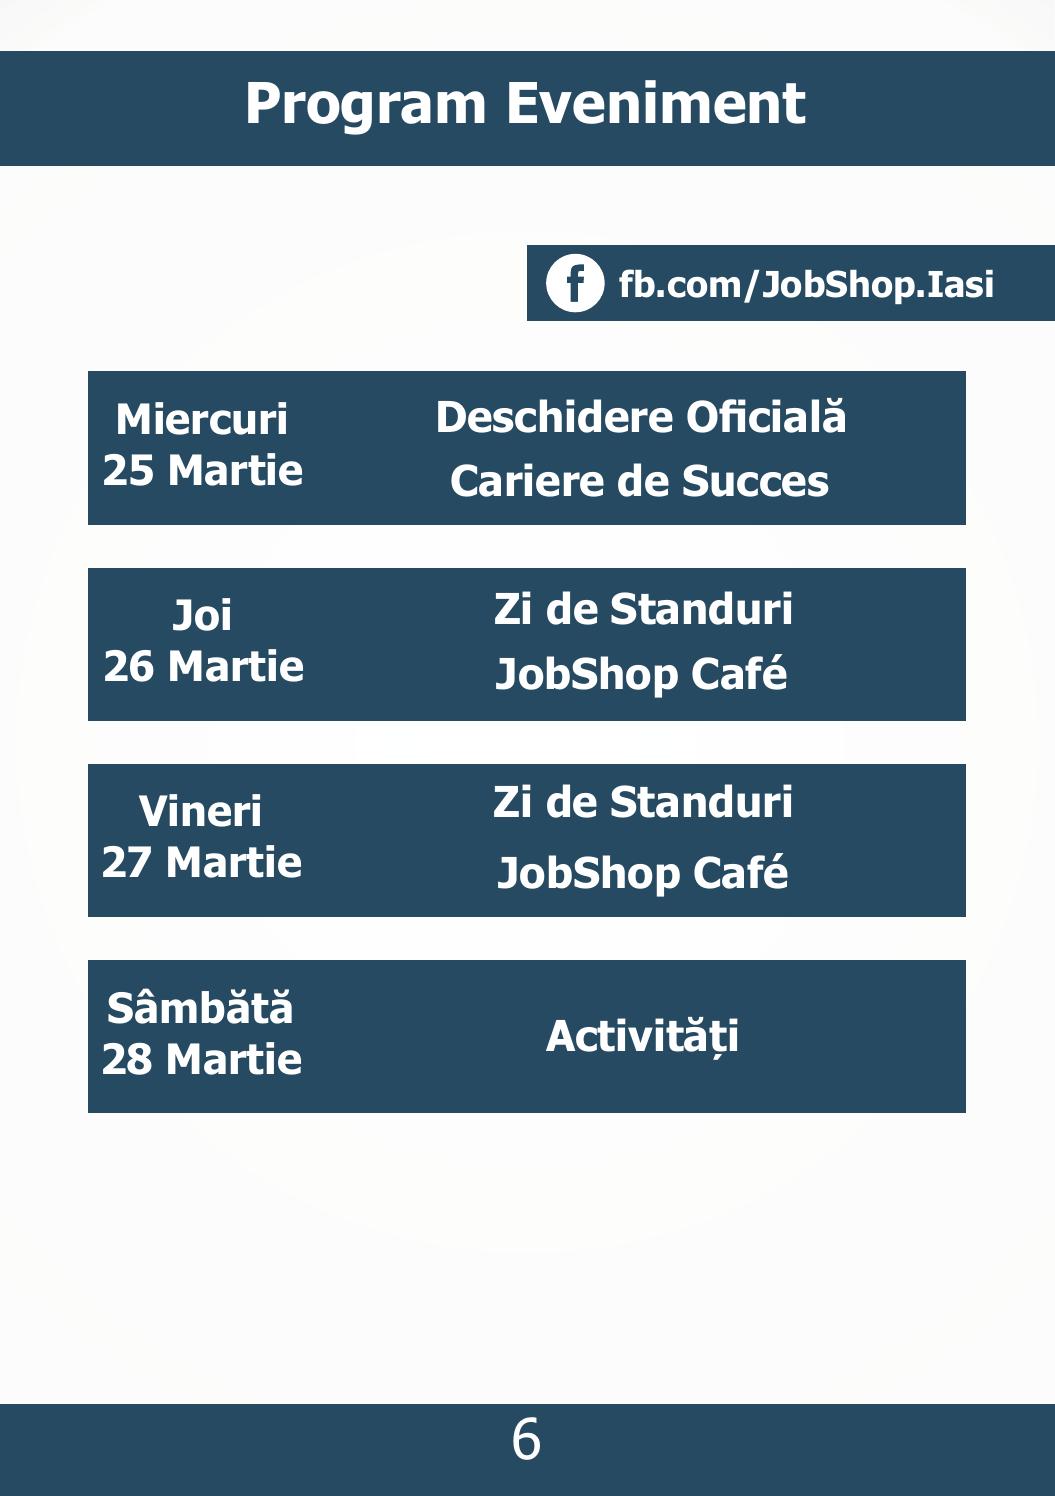 Program Eveniment
fb.com/JobShop.Iasi
Miercuri
25 Martie
Deschidere Oficială
Cariere de Succes
Joi
26 Martie
Zi de Standuri
JobShop Café
Vineri
27 Martie
Zi de Standuri
JobShop Café
Sâmbătă
28 Martie
Activități
6